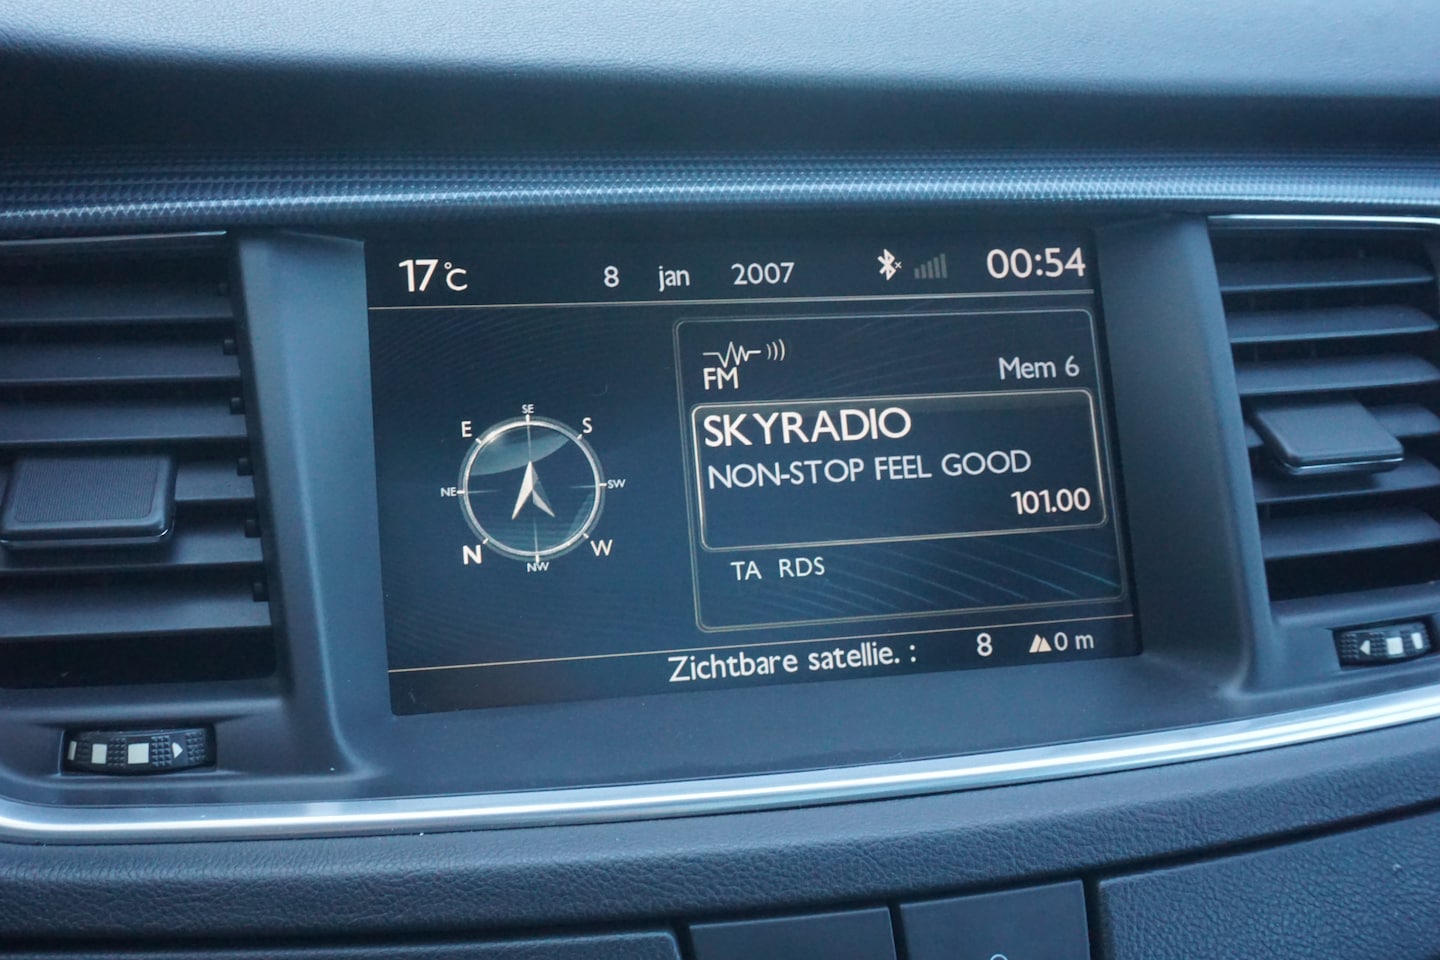 17°C 8 jan 2007 00:54
FM Mem 6
SKYRADIO
NON-STOP FEEL GOOD
101.00
TA RDS
SE
E S
NE SW
N W
NW
Zichtbare satellie. : 8 0 m